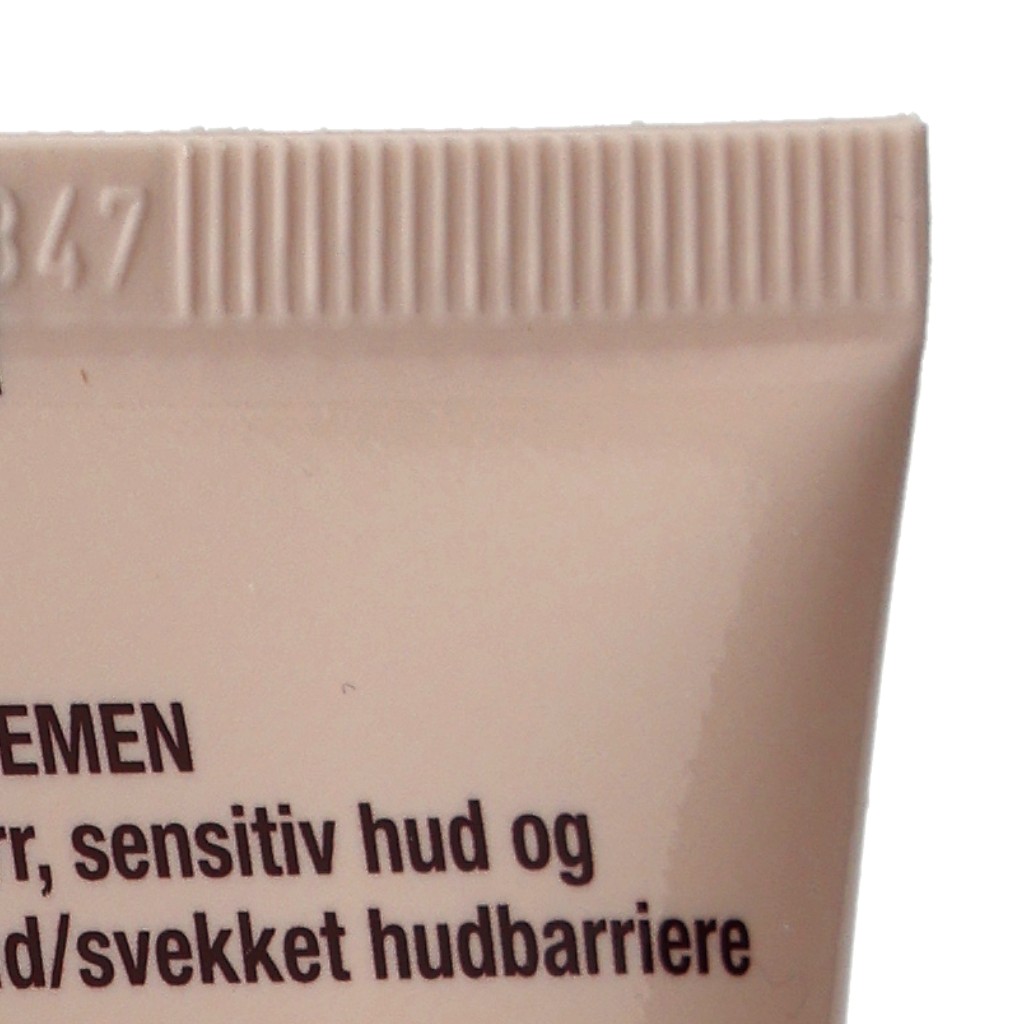 347
EMEN
rr, sensitiv hud og
d/svekket hudbarriere